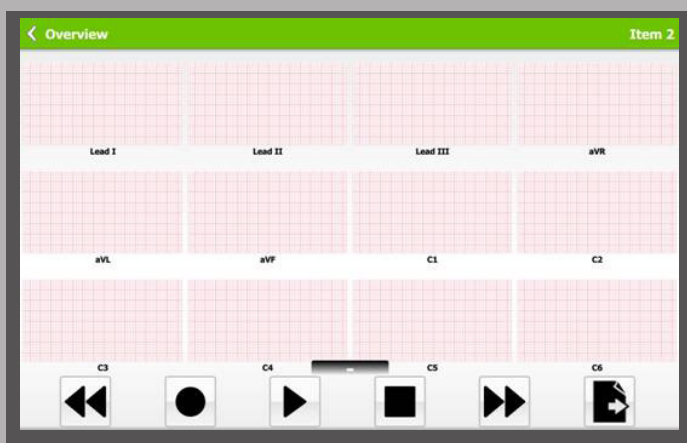 Overview Item 2
Lead I Lead II Lead III aVR
aVL aVF C1 C2
C3 C4 C5 C6